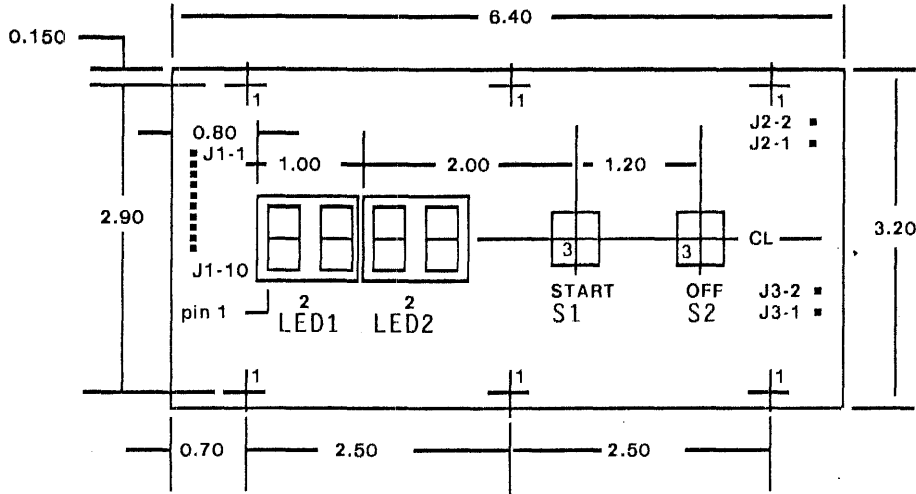 6.40
0.150
1 1 1
J2-2
0.80
J2-1
J1-1
1.00 2.00 1.20
2.90 3.20
3 3 CL
J1-10
START OFF J3-2
pin 1 2 2
LED1 LED2 S1 S2 J3-1
1 1 1
0.70 2.50 2.50